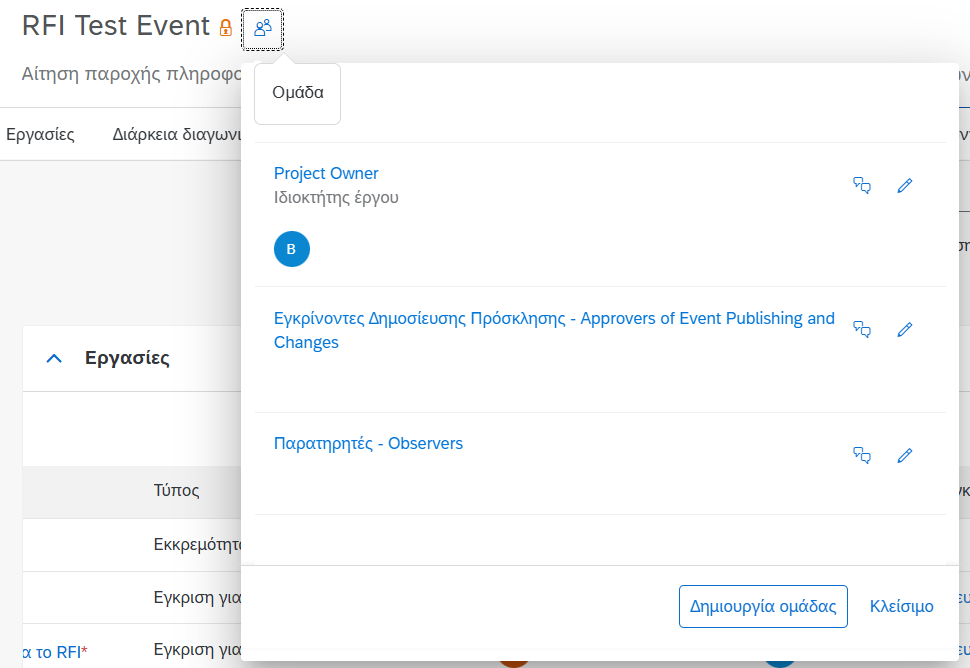 RFI Test Event
Αίτηση παροχής πληροφο
Ομάδα
Εργασίες Διάρκεια διαγωνι
Project Owner
Ιδιοκτήτης έργου
B
Εγκρίνοντες Δημοσίευσης Πρόσκλησης - Approvers of Event Publishing and
Changes
Εργασίες
Παρατηρητές - Observers
Τύπος
Εκκρεμότητ
Εγκριση για
Δημιουργία ομάδας Κλείσιμο
α το RFI* Εγκριση για